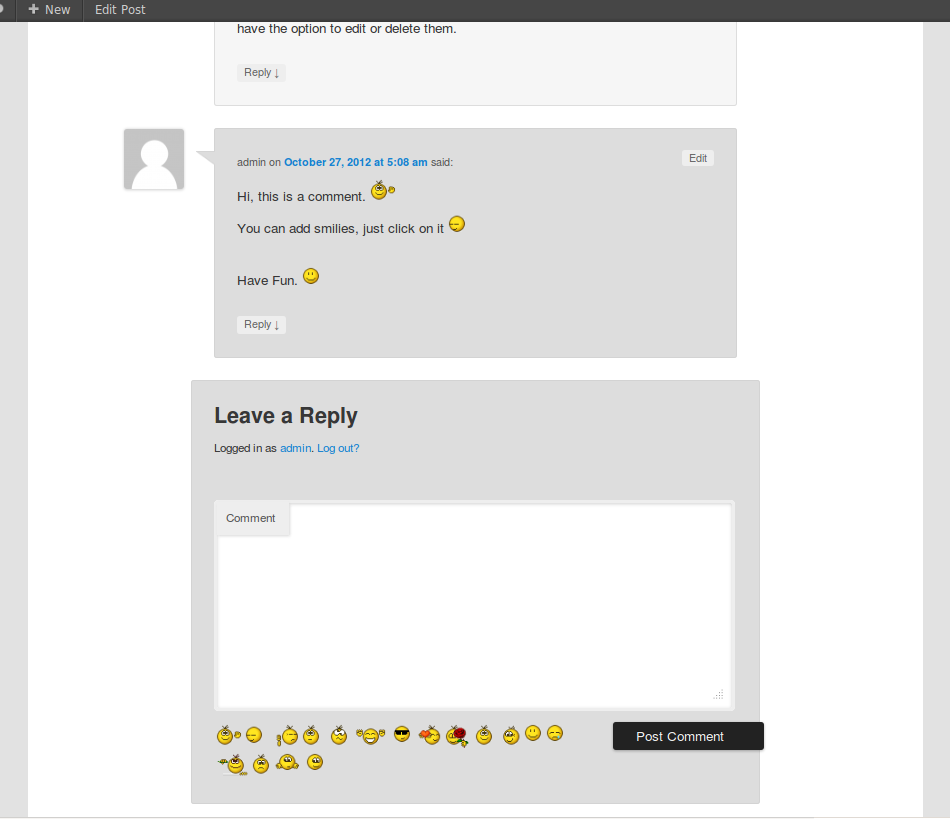 New Edit Post
have the option to edit or delete them.
Reply ↓
admin on October 27, 2012 at 5:08 am said:
Edit
Hi, this is a comment.
You can add smilies, just click on it
Have Fun.
Reply ↓
Leave a Reply
Logged in as admin. Log out?
Comment
Post Comment